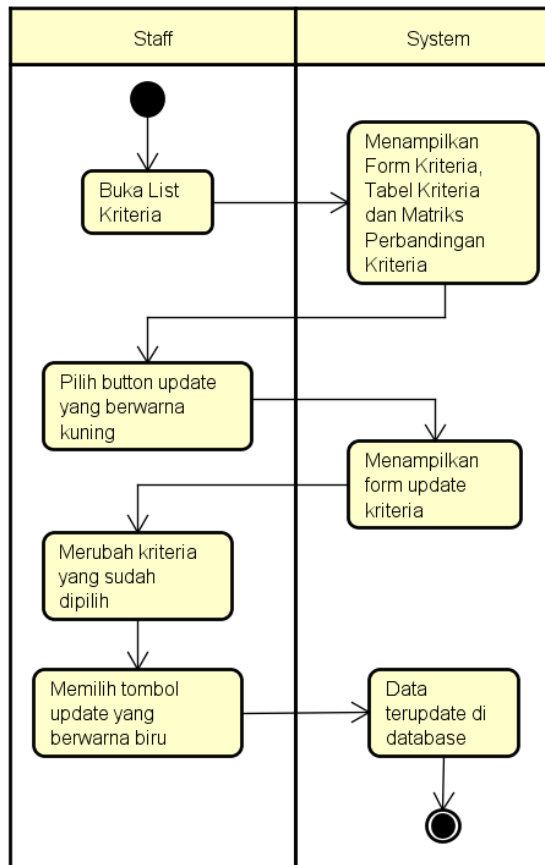 Staff
System
Buka List
Kriteria
Menampilkan
Form Kriteria,
Tabel Kriteria
dan Matriks
Perbandingan
Kriteria
Pilih button update
yang berwarna
kuning
Menampilkan
form update
kriteria
Merubah kriteria
yang sudah
dipilih
Memilih tombol
update yang
berwarna biru
Data
terupdate di
database